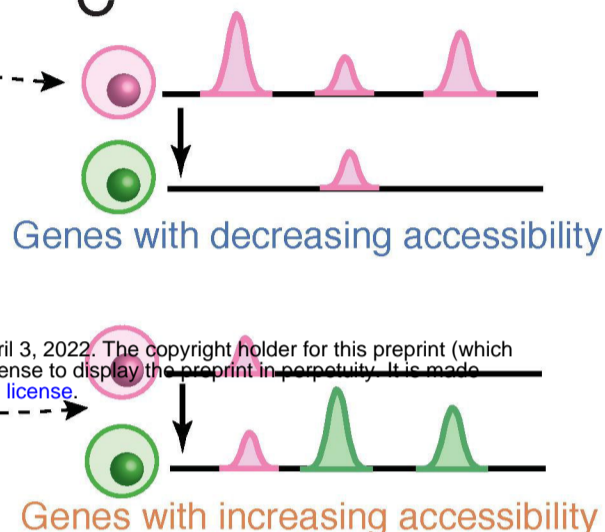 Genes with decreasing accessibility
ril 3, 2022. The copyright holder for this preprint (which
ense to display the preprint in perpetuity. It is made
license.
Genes with increasing accessibility